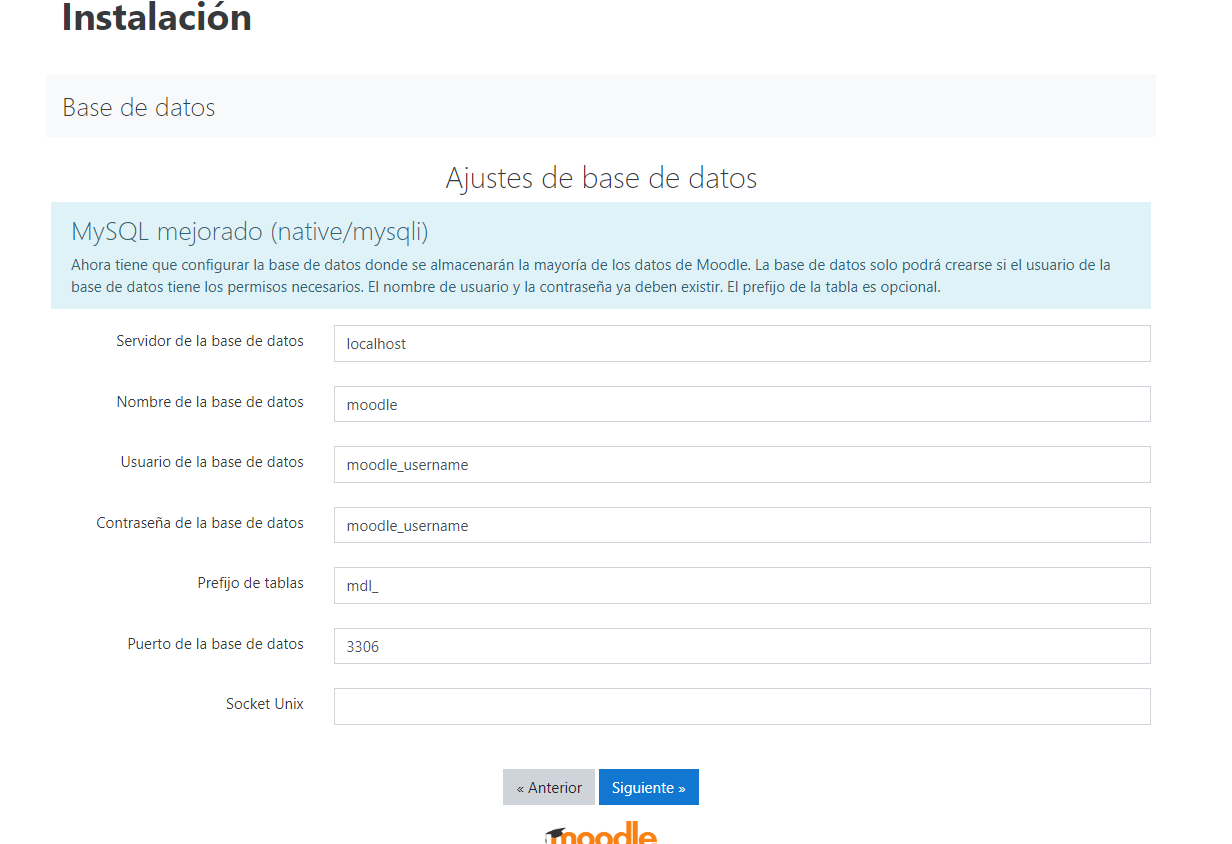 Instalación
Base de datos
Ajustes de base de datos
MySQL mejorado (native/mysqli)
Ahora tiene que configurar la base de datos donde se almacenarán la mayoría de los datos de Moodle. La base de datos solo podrá crearse si el usuario de la
base de datos tiene los permisos necesarios. El nombre de usuario y la contraseña ya deben existir. El prefijo de la tabla es opcional.
Servidor de la base de datos
localhost
Nombre de la base de datos
moodle
Usuario de la base de datos
moodle_username
Contraseña de la base de datos
moodle_username
Prefijo de tablas
mdl_
Puerto de la base de datos
3306
Socket Unix
« Anterior
Siguiente »
moodle